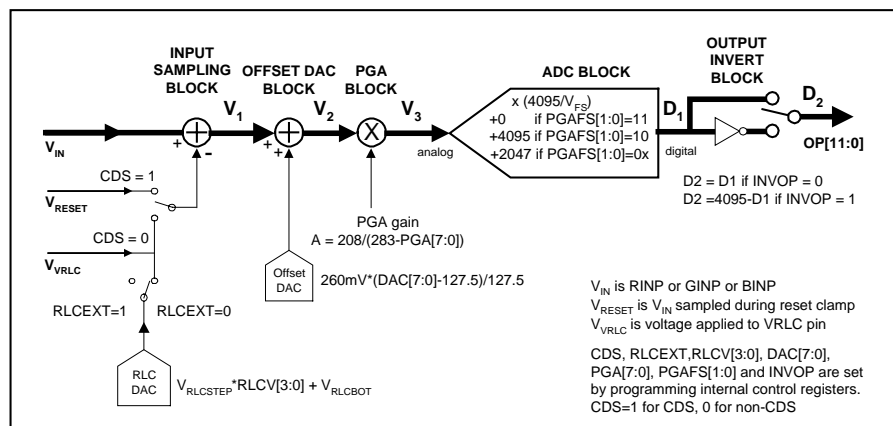 INPUT
SAMPLING
BLOCK
OFFSET DAC
BLOCK
PGA
BLOCK
ADC BLOCK
OUTPUT
INVERT
BLOCK
V1
V2
V3
D1
D2
x (4095/VFS)
+0 if PGAFS[1:0]=11
+4095 if PGAFS[1:0]=10
+2047 if PGAFS[1:0]=0x
+
+
-
+
+
X
VIN
analog
digital
OP[11:0]
CDS = 1
VRESET
CDS = 0
VVRLC
RLCEXT=1
RLCEXT=0
PGA gain
A = 208/(283-PGA[7:0])
D2 = D1 if INVOP = 0
D2 =4095-D1 if INVOP = 1
Offset
DAC
260mV*(DAC[7:0]-127.5)/127.5
RLC
DAC
VRLCSTEP*RLCV[3:0] + VRLCBOT
VIN is RINP or GINP or BINP
VRESET is VIN sampled during reset clamp
VVRLC is voltage applied to VRLC pin
CDS, RLCEXT,RLCV[3:0], DAC[7:0],
PGA[7:0], PGAFS[1:0] and INVOP are set
by programming internal control registers.
CDS=1 for CDS, 0 for non-CDS